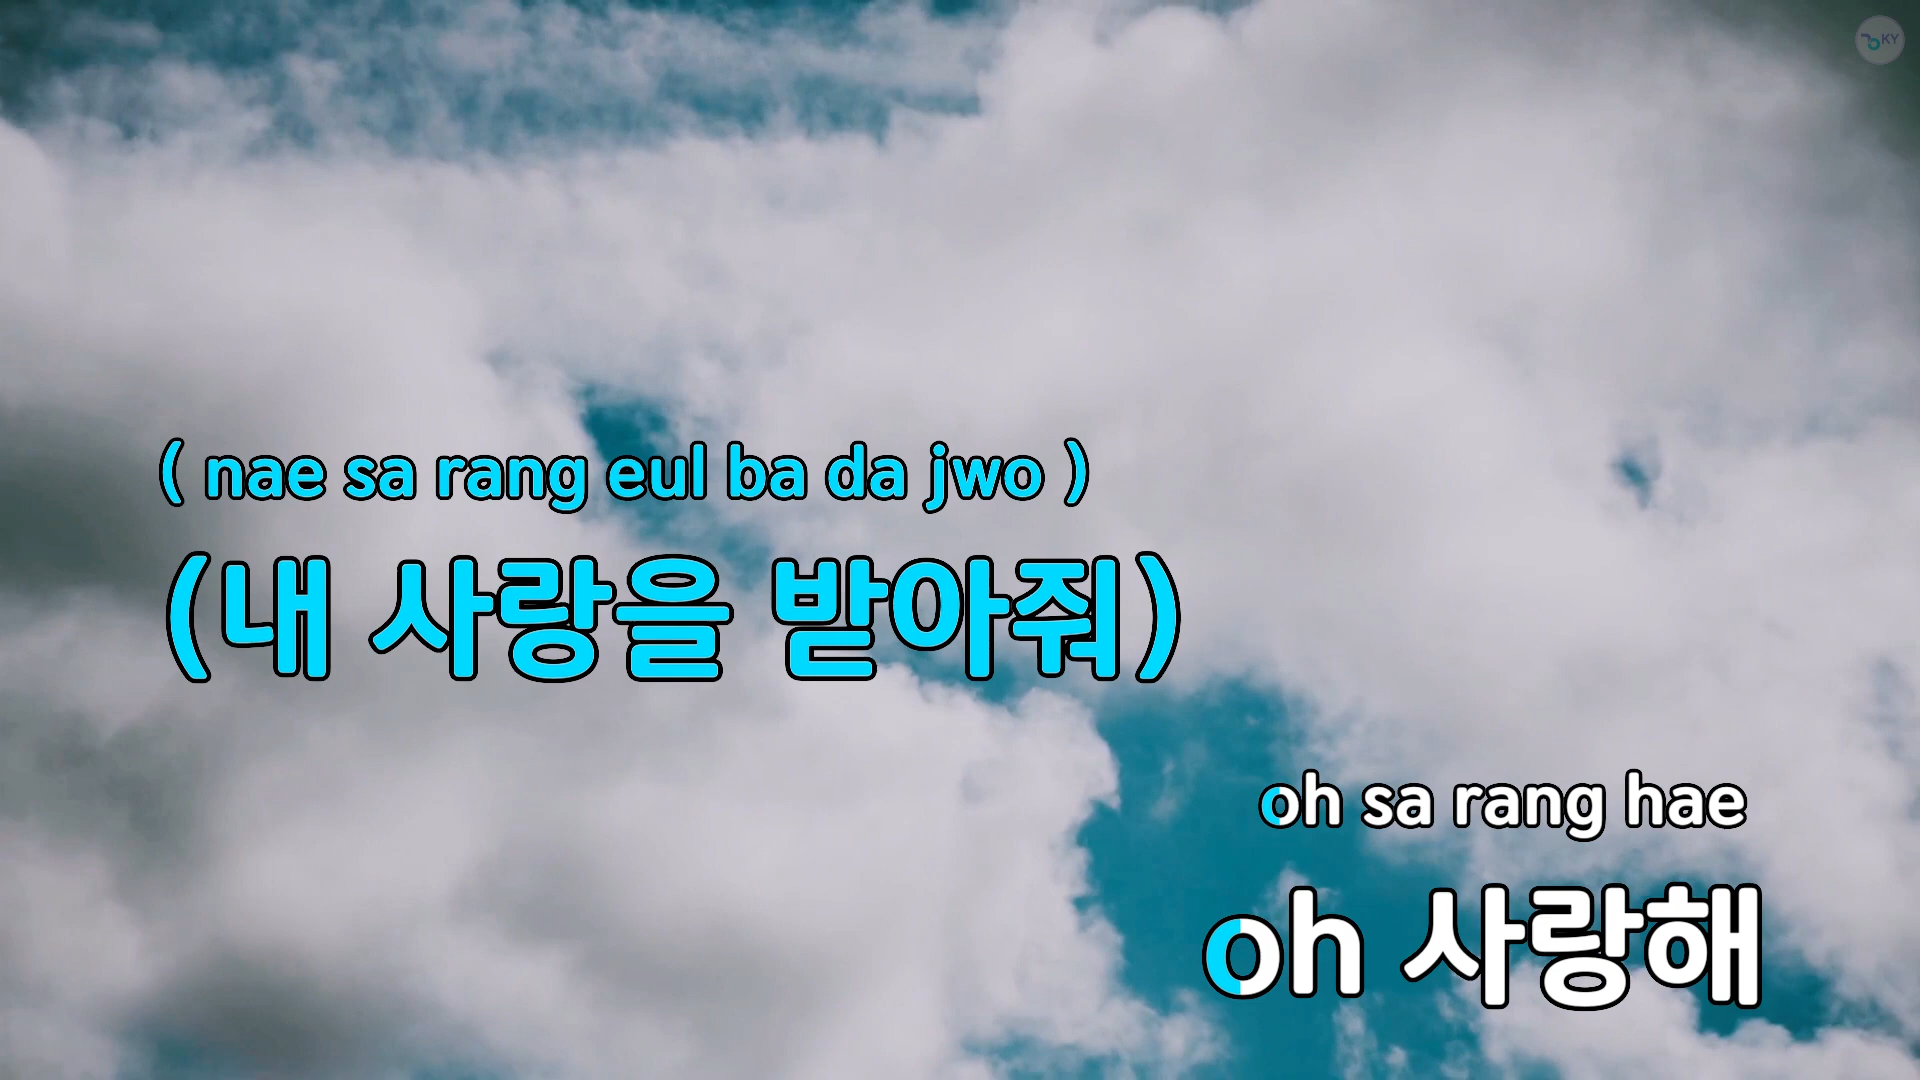 KY
( nae sa rang eul ba da jwo )
(내 사랑을 받아줘)
oh sa rang hae
oh 사랑해